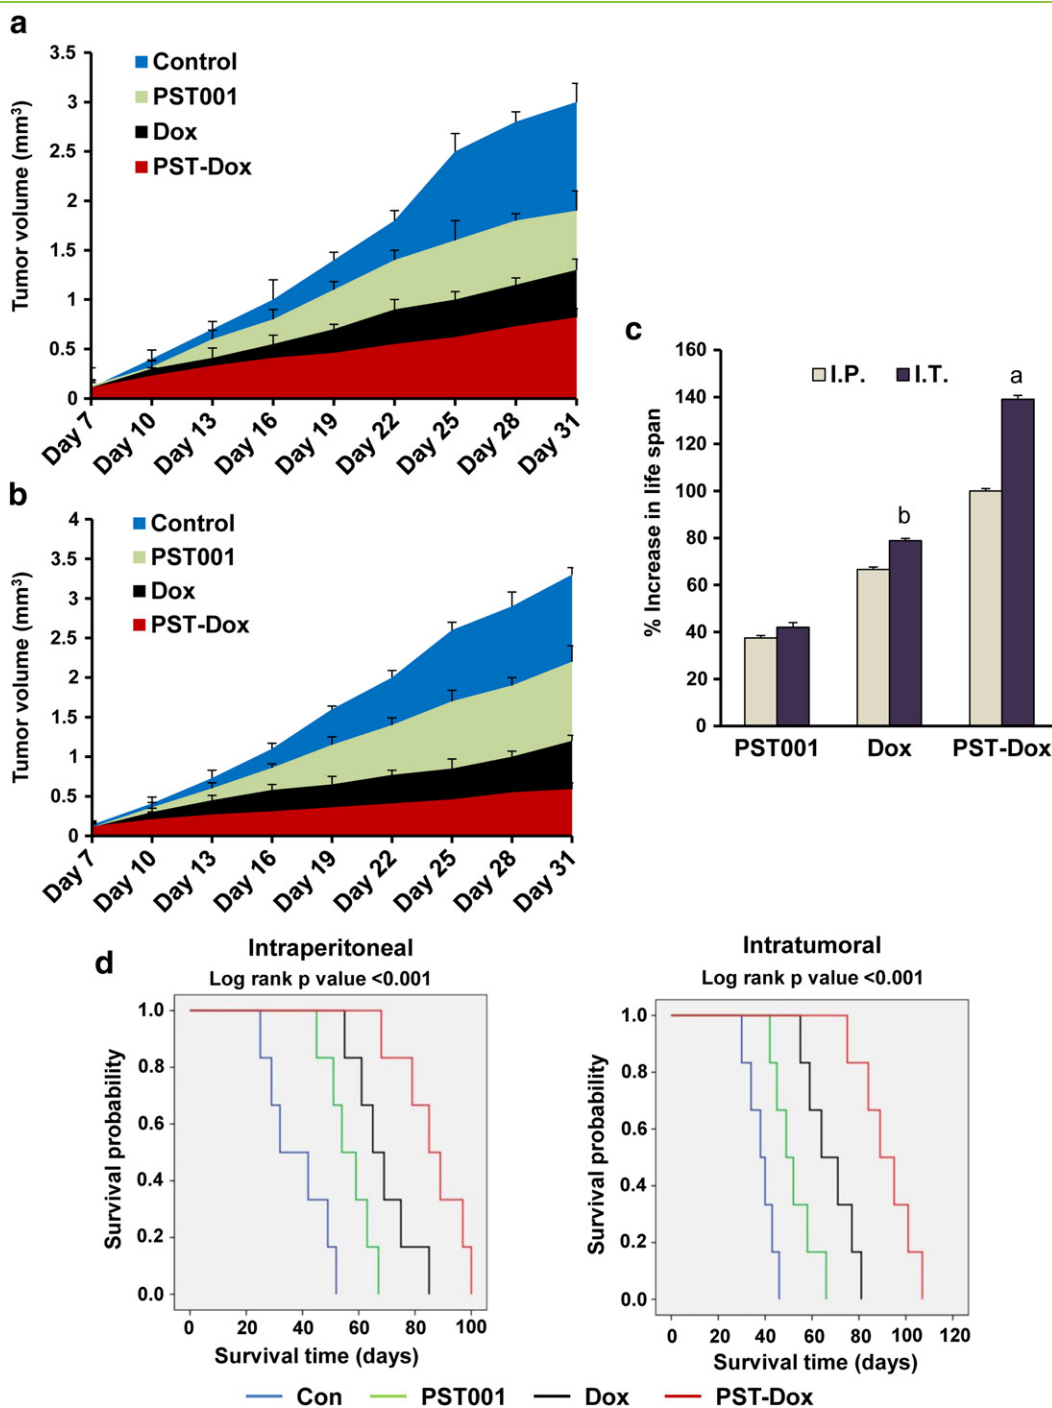 a
3.5
3
2.5
2
1.5
1
0.5
0
Tumor volume (mm³)
Control
PST001
Dox
PST-Dox
Day 7
Day 10
Day 13
Day 16
Day 19
Day 22
Day 25
Day 28
Day 31
b
4
3.5
3
2.5
2
1.5
1
0.5
0
Tumor volume (mm³)
Control
PST001
Dox
PST-Dox
Day 7
Day 10
Day 13
Day 16
Day 19
Day 22
Day 25
Day 28
Day 31
c
160
140
120
100
80
60
40
20
0
% Increase in life span
I.P. I.T.
b
a
PST001 Dox PST-Dox
d
Intraperitoneal
Log rank p value <0.001
1.0
0.8
0.6
0.4
0.2
0.0
Survival probability
0 20 40 60 80 100
Survival time (days)
Intratumoral
Log rank p value <0.001
1.0
0.8
0.6
0.4
0.2
0.0
Survival probability
0 20 40 60 80 100 120
Survival time (days)
Con PST001 Dox PST-Dox